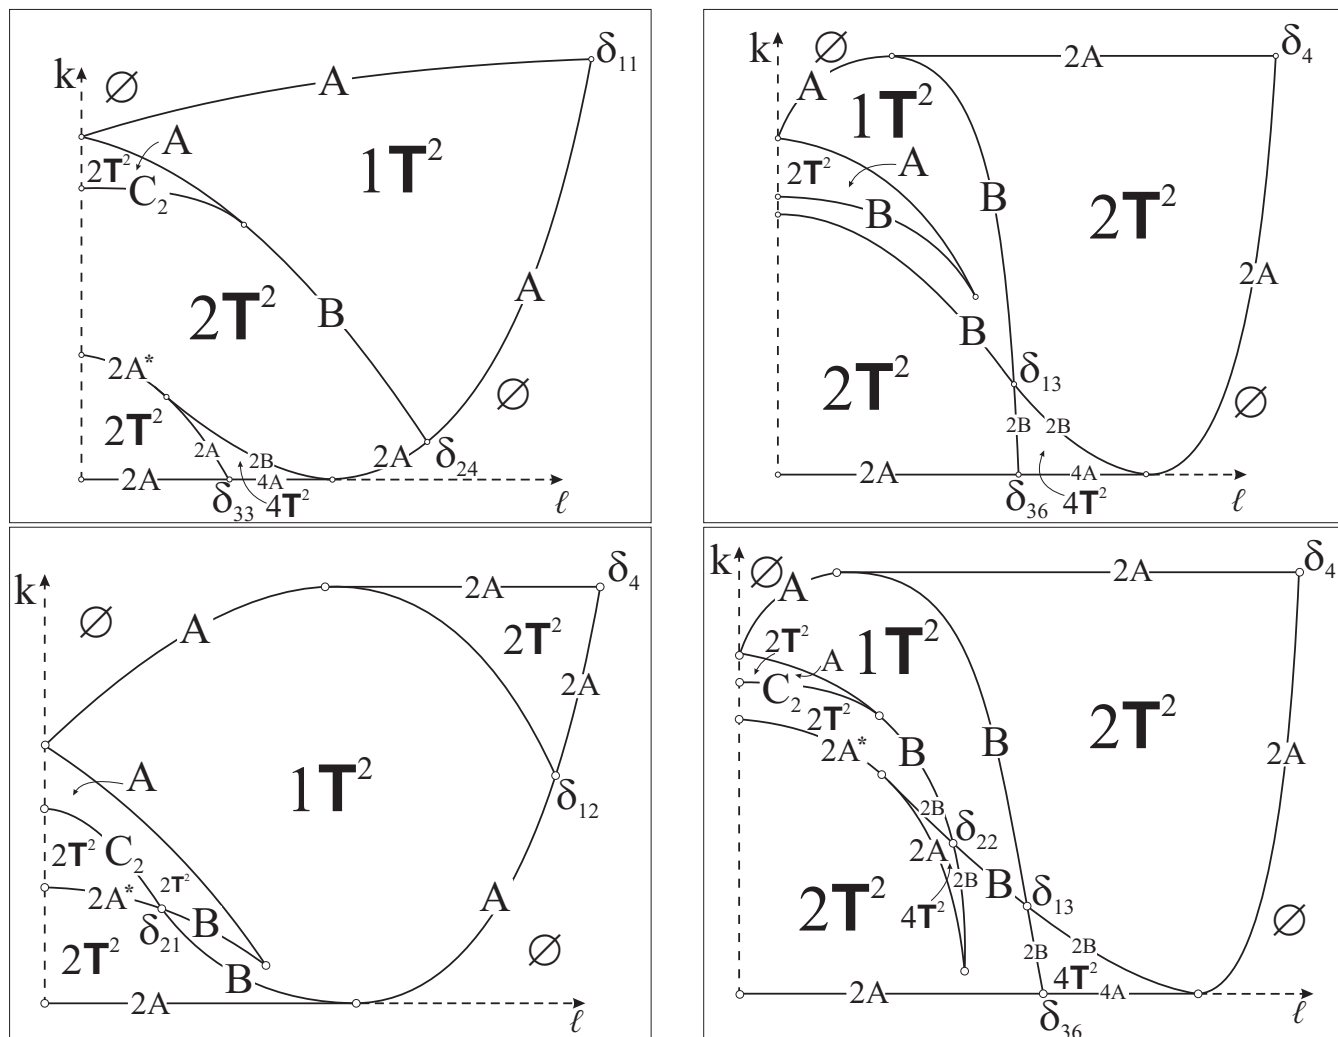 k
∅
A
δ₁₁
A
2T²
C₂
1T²
2T²
B
A
2A*
2T²
2A
2B
2A
δ₂₄
∅
2A
δ₃₃
4A
4T²
ℓ
k
∅
A
2A
δ₄
1T²
2T²
A
B
B
2T²
B
2A
2T²
δ₁₃
∅
2B
2B
2A
δ₃₆
4A
4T²
ℓ
k
∅
A
2A
δ₄
2T²
2A
1T²
A
δ₁₂
2T²
C₂
2T²
2A*
δ₂₁
B
A
2T²
B
∅
2A
ℓ
k
∅
A
2A
δ₄
2T²
1T²
A
C₂
2T²
2A*
B
B
2T²
2A
2B
δ₂₂
2A
2B
B
δ₁₃
2T²
4T²
∅
2B
2B
4T²
2A
4A
δ₃₆
ℓ